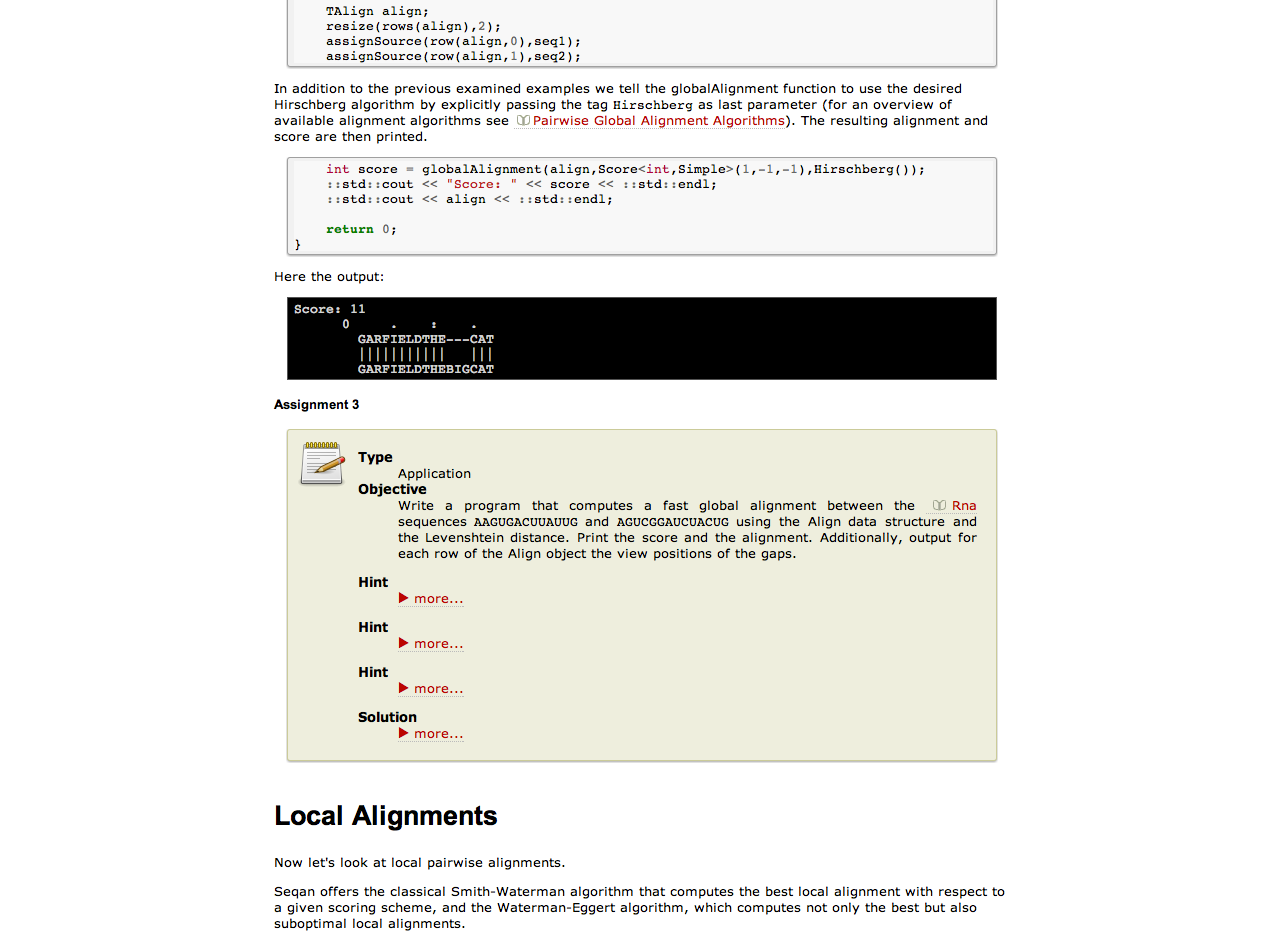 TAlign align;
resize(rows(align),2);
assignSource(row(align,0),seq1);
assignSource(row(align,1),seq2);
In addition to the previous examined examples we tell the globalAlignment function to use the desired
Hirschberg algorithm by explicitly passing the tag Hirschberg as last parameter (for an overview of
available alignment algorithms see Pairwise Global Alignment Algorithms). The resulting alignment and
score are then printed.
int score = globalAlignment(align,Score<int,Simple>(1,-1,-1),Hirschberg());
::std::cout << "Score: " << score << ::std::endl;
::std::cout << align << ::std::endl;
return 0;
}
Here the output:
Score: 11
0     .    :    .
GARFIELDTHE---CAT
|||||||||||   |||
GARFIELDTHEBIGCAT
Assignment 3
Type
Application
Objective
Write a program that computes a fast global alignment between the Rna
sequences AAGUGACUUAUUG and AGUCGGAUCUACUG using the Align data structure and
the Levenshtein distance. Print the score and the alignment. Additionally, output for
each row of the Align object the view positions of the gaps.
Hint
more...
Hint
more...
Hint
more...
Solution
more...
Local Alignments
Now let's look at local pairwise alignments.
Seqan offers the classical Smith-Waterman algorithm that computes the best local alignment with respect to
a given scoring scheme, and the Waterman-Eggert algorithm, which computes not only the best but also
suboptimal local alignments.